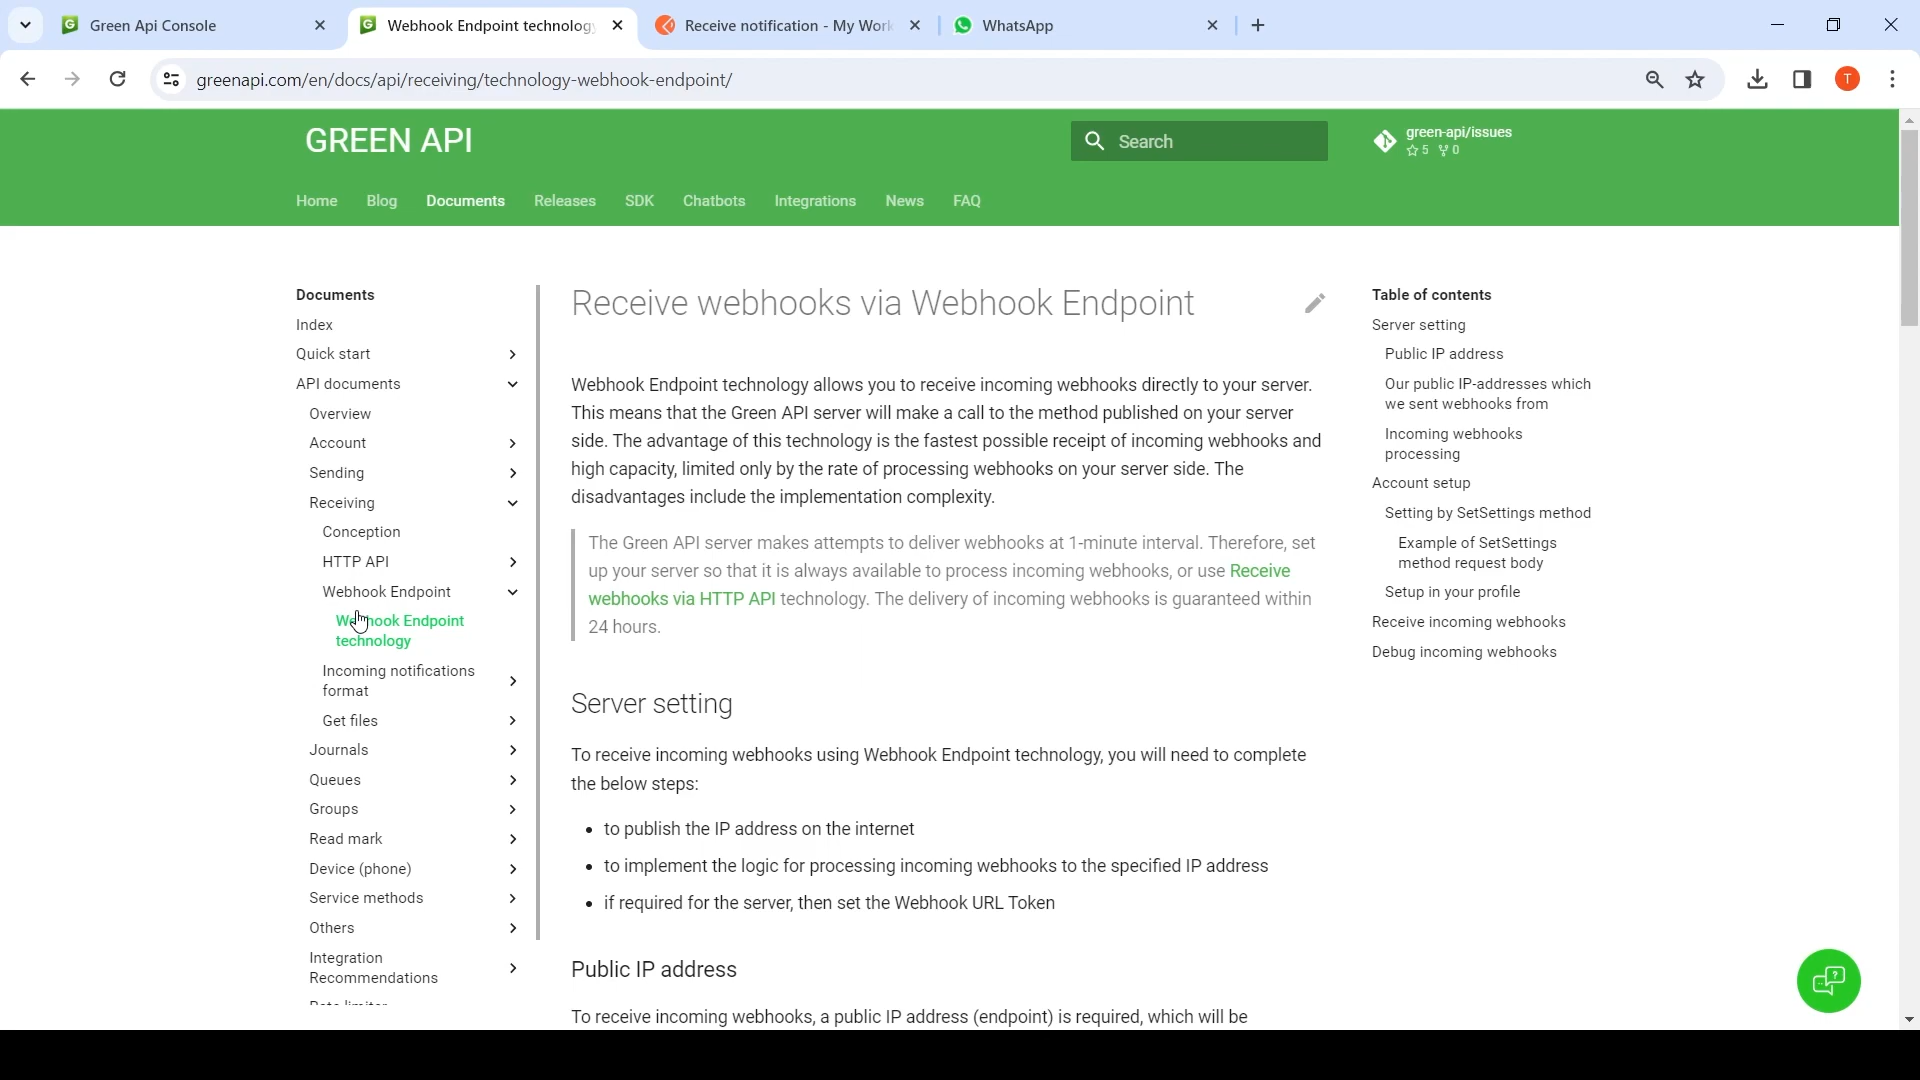 Green Api Console
Webhook Endpoint technology
Receive notification - My Work
WhatsApp
greenapi.com/en/docs/api/receiving/technology-webhook-endpoint/
T
GREEN API
Search
green-api/issues
5 0
Home Blog Documents Releases SDK Chatbots Integrations News FAQ
Documents
Index
Quick start
API documents
Overview
Account
Sending
Receiving
Conception
HTTP API
Webhook Endpoint
Webhook Endpoint
technology
Incoming notifications
format
Get files
Journals
Queues
Groups
Read mark
Device (phone)
Service methods
Others
Integration
Recommendations
Rate limiter
Receive webhooks via Webhook Endpoint
Webhook Endpoint technology allows you to receive incoming webhooks directly to your server.
This means that the Green API server will make a call to the method published on your server
side. The advantage of this technology is the fastest possible receipt of incoming webhooks and
high capacity, limited only by the rate of processing webhooks on your server side. The
disadvantages include the implementation complexity.
The Green API server makes attempts to deliver webhooks at 1-minute interval. Therefore, set
up your server so that it is always available to process incoming webhooks, or use Receive
webhooks via HTTP API technology. The delivery of incoming webhooks is guaranteed within
24 hours.
Server setting
To receive incoming webhooks using Webhook Endpoint technology, you will need to complete
the below steps:
• to publish the IP address on the internet
• to implement the logic for processing incoming webhooks to the specified IP address
• if required for the server, then set the Webhook URL Token
Public IP address
To receive incoming webhooks, a public IP address (endpoint) is required, which will be
Table of contents
Server setting
Public IP address
Our public IP-addresses which
we sent webhooks from
Incoming webhooks
processing
Account setup
Setting by SetSettings method
Example of SetSettings
method request body
Setup in your profile
Receive incoming webhooks
Debug incoming webhooks